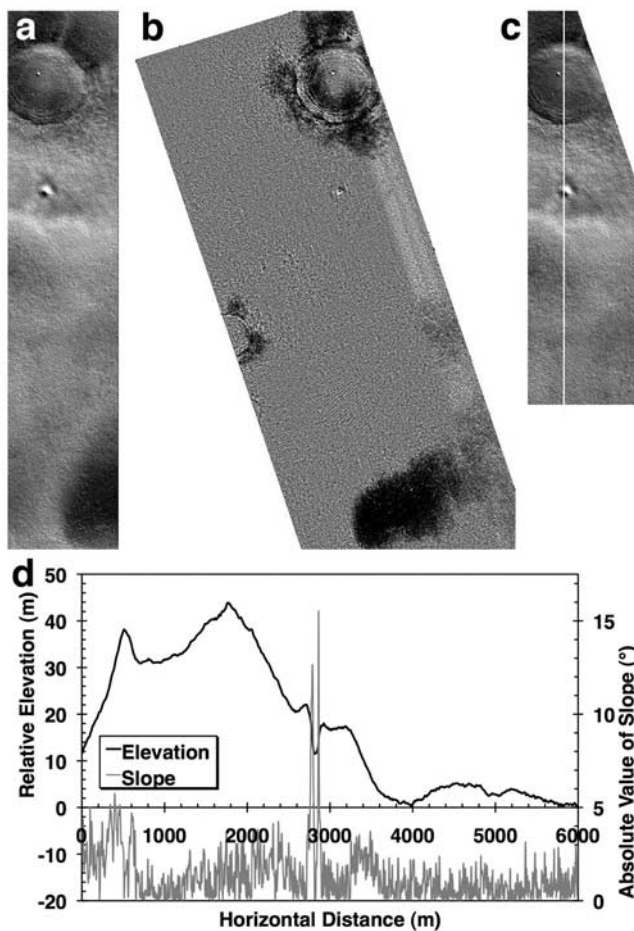 a
b
c
d
50
40
30
20
10
0
-10
-20
Relative Elevation (m)
Elevation
Slope
1000
2000
3000
4000
5000
6000
Horizontal Distance (m)
15
10
5
0
Absolute Value of Slope (°)